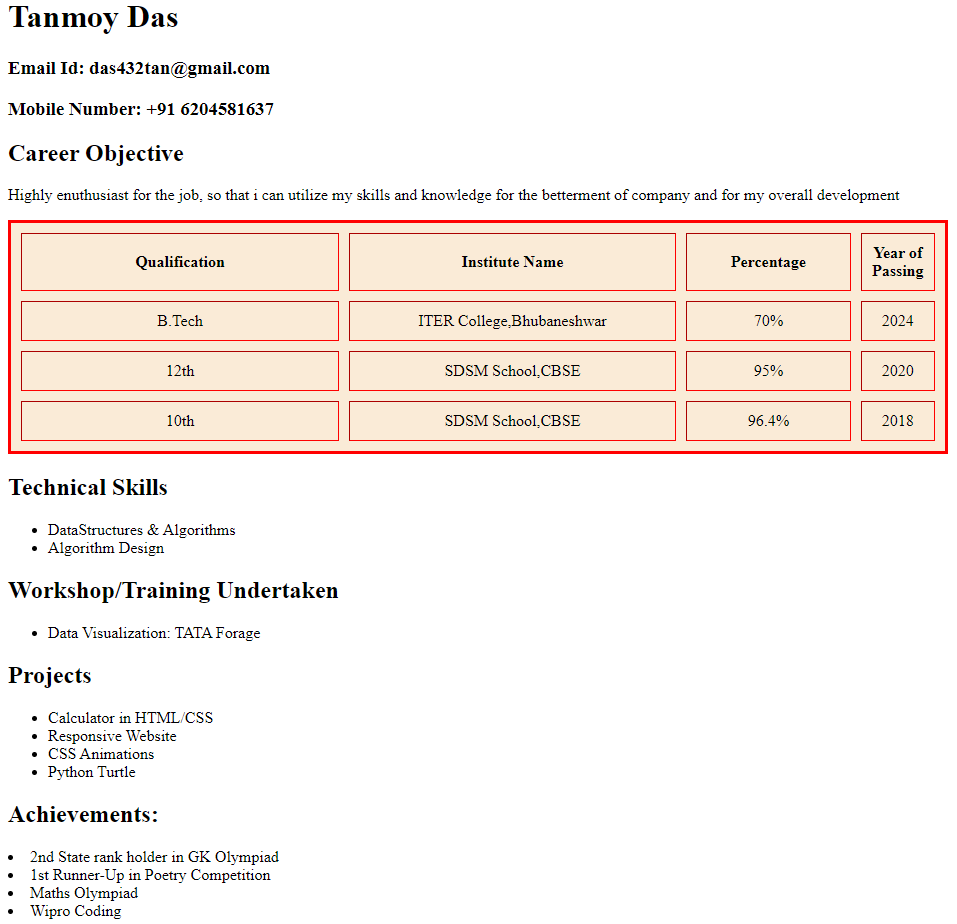 Tanmoy Das
Email Id: das432tan@gmail.com
Mobile Number: +91 6204581637
Career Objective
Highly enuthusiast for the job, so that i can utilize my skills and knowledge for the betterment of company and for my overall development
Qualification Institute Name Percentage Year of Passing
B.Tech ITER College,Bhubaneshwar 70% 2024
12th SDSM School,CBSE 95% 2020
10th SDSM School,CBSE 96.4% 2018
Technical Skills
• DataStructures & Algorithms
• Algorithm Design
Workshop/Training Undertaken
• Data Visualization: TATA Forage
Projects
• Calculator in HTML/CSS
• Responsive Website
• CSS Animations
• Python Turtle
Achievements:
• 2nd State rank holder in GK Olympiad
• 1st Runner-Up in Poetry Competition
• Maths Olympiad
• Wipro Coding